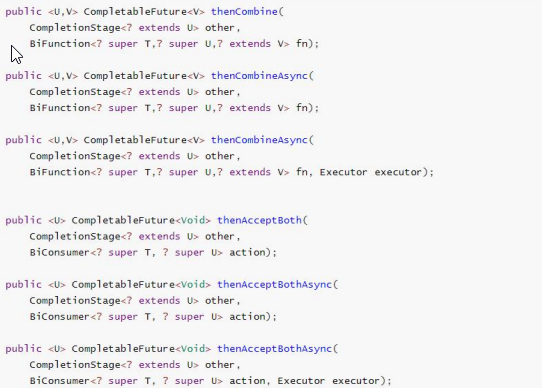 public <U,V> CompletableFuture<V> thenCombine(
CompletionStage<? extends U> other,
BiFunction<? super T,? super U,? extends V> fn);
public <U,V> CompletableFuture<V> thenCombineAsync(
CompletionStage<? extends U> other,
BiFunction<? super T,? super U,? extends V> fn);
public <U,V> CompletableFuture<V> thenCombineAsync(
CompletionStage<? extends U> other,
BiFunction<? super T,? super U,? extends V> fn, Executor executor);
public <U> CompletableFuture<Void> thenAcceptBoth(
CompletionStage<? extends U> other,
BiConsumer<? super T, ? super U> action);
public <U> CompletableFuture<Void> thenAcceptBothAsync(
CompletionStage<? extends U> other,
BiConsumer<? super T, ? super U> action);
public <U> CompletableFuture<Void> thenAcceptBothAsync(
CompletionStage<? extends U> other,
BiConsumer<? super T, ? super U> action, Executor executor);